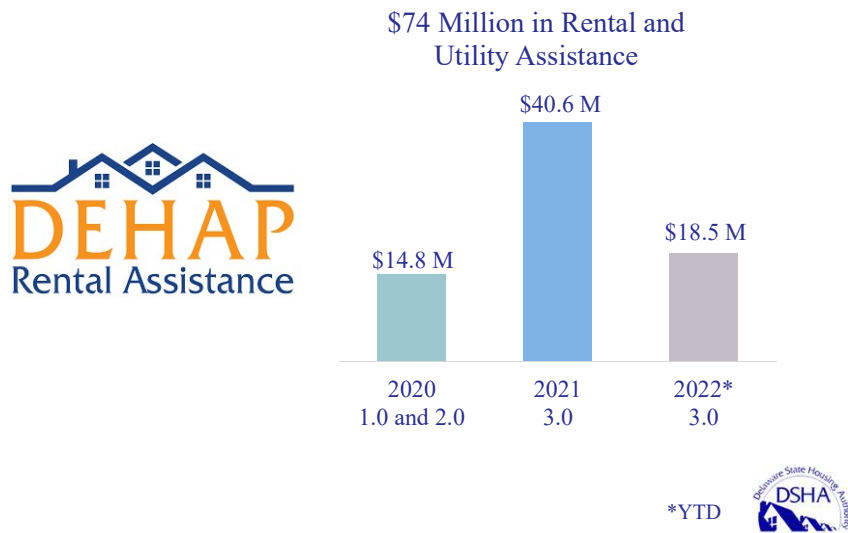 $74 Million in Rental and
Utility Assistance
$40.6 M
$18.5 M
$14.8 M
DEHAP
Rental Assistance
2020
1.0 and 2.0
2021
3.0
2022*
3.0
*YTD
Delaware State Housing Authority
DSHA